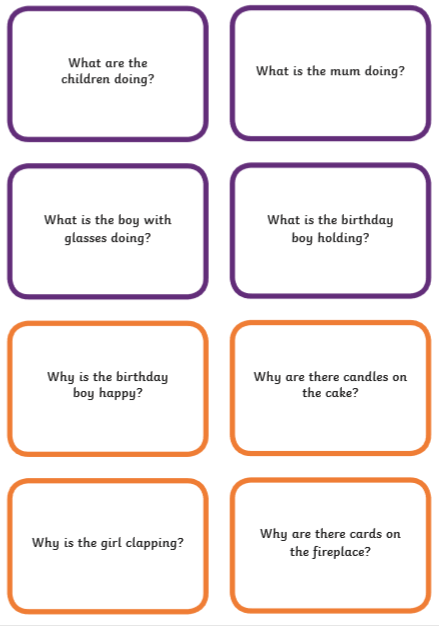 What are the
children doing?
What is the mum doing?
What is the boy with
glasses doing?
What is the birthday
boy holding?
Why is the birthday
boy happy?
Why are there candles on
the cake?
Why is the girl clapping?
Why are there cards on
the fireplace?